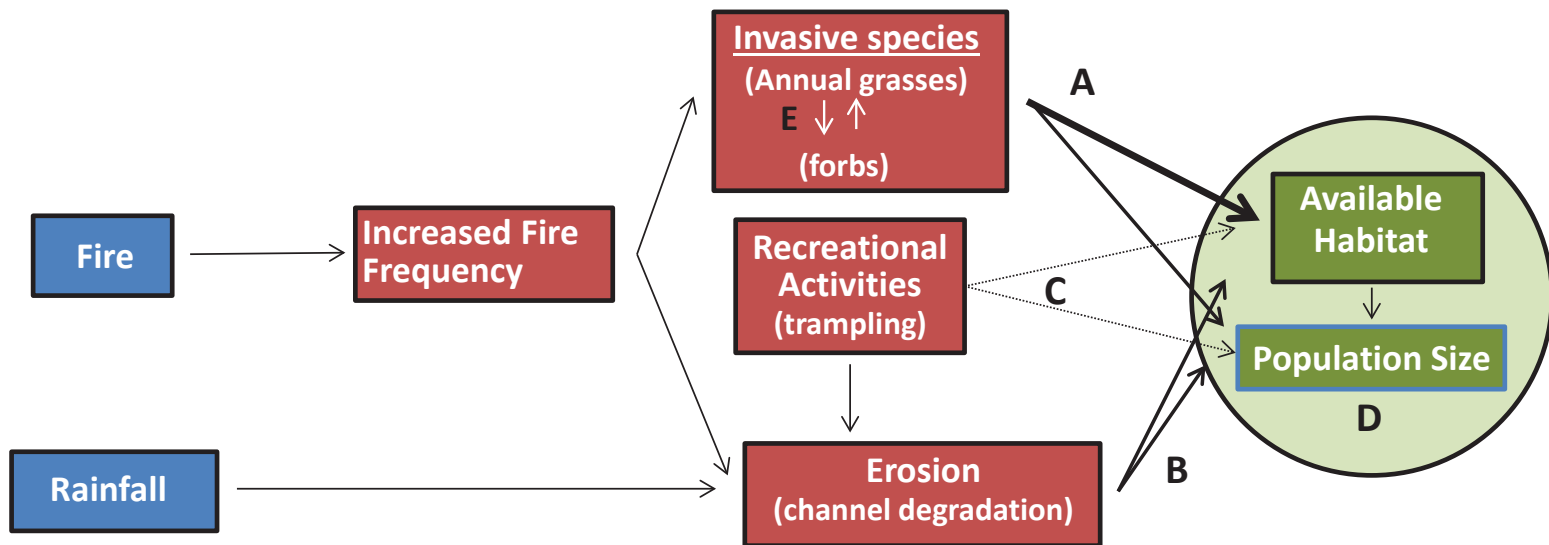 Invasive species
(Annual grasses)
E
(forbs)
A
Fire
Increased Fire
Frequency
Recreational
Activities
(trampling)
C
Available
Habitat
Population Size
D
Rainfall
Erosion
(channel degradation)
B